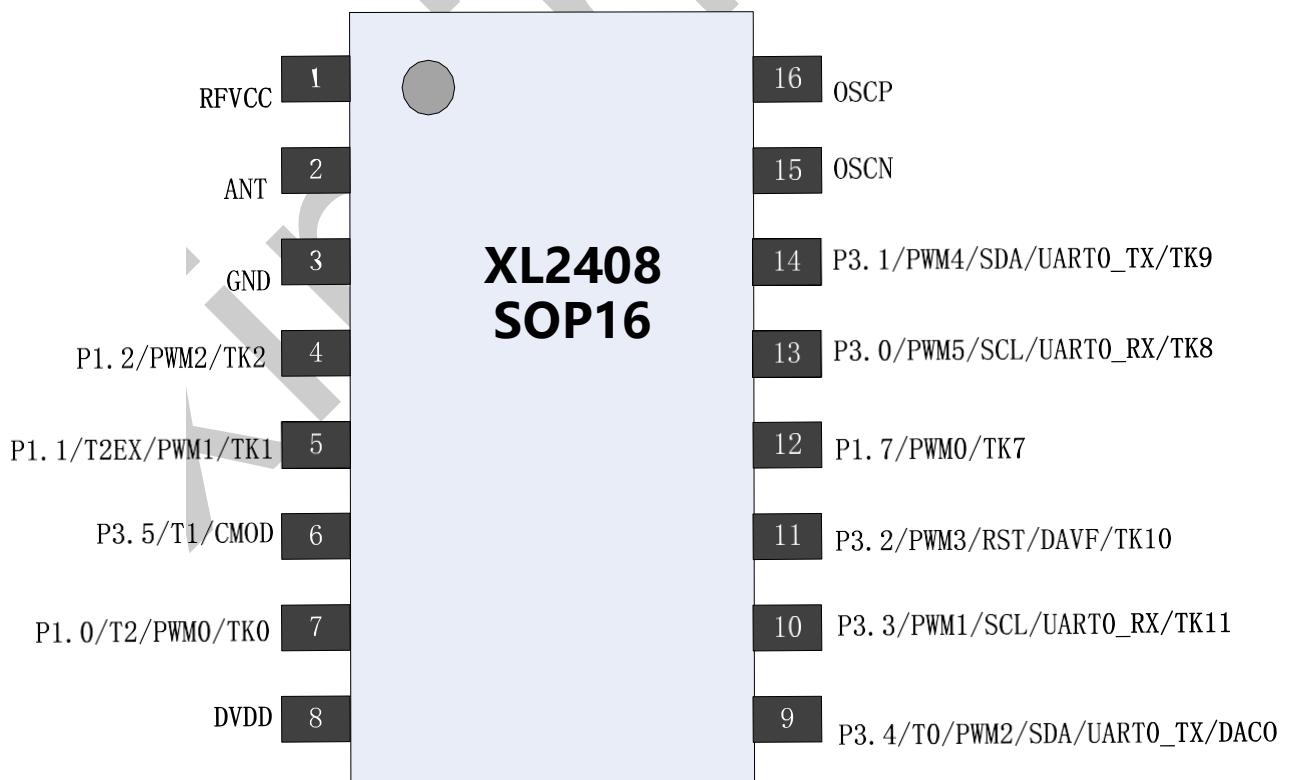 1
RFVCC
2
ANT
3
GND
4
P1.2/PWM2/TK2
5
P1.1/T2EX/PWM1/TK1
6
P3.5/T1/CMOD
7
P1.0/T2/PWM0/TK0
8
DVDD
XL2408
SOP16
16
OSCP
15
OSCN
14
P3.1/PWM4/SDA/UART0_TX/TK9
13
P3.0/PWM5/SCL/UART0_RX/TK8
12
P1.7/PWM0/TK7
11
P3.2/PWM3/RST/DAVF/TK10
10
P3.3/PWM1/SCL/UART0_RX/TK11
9
P3.4/T0/PWM2/SDA/UART0_TX/DACO